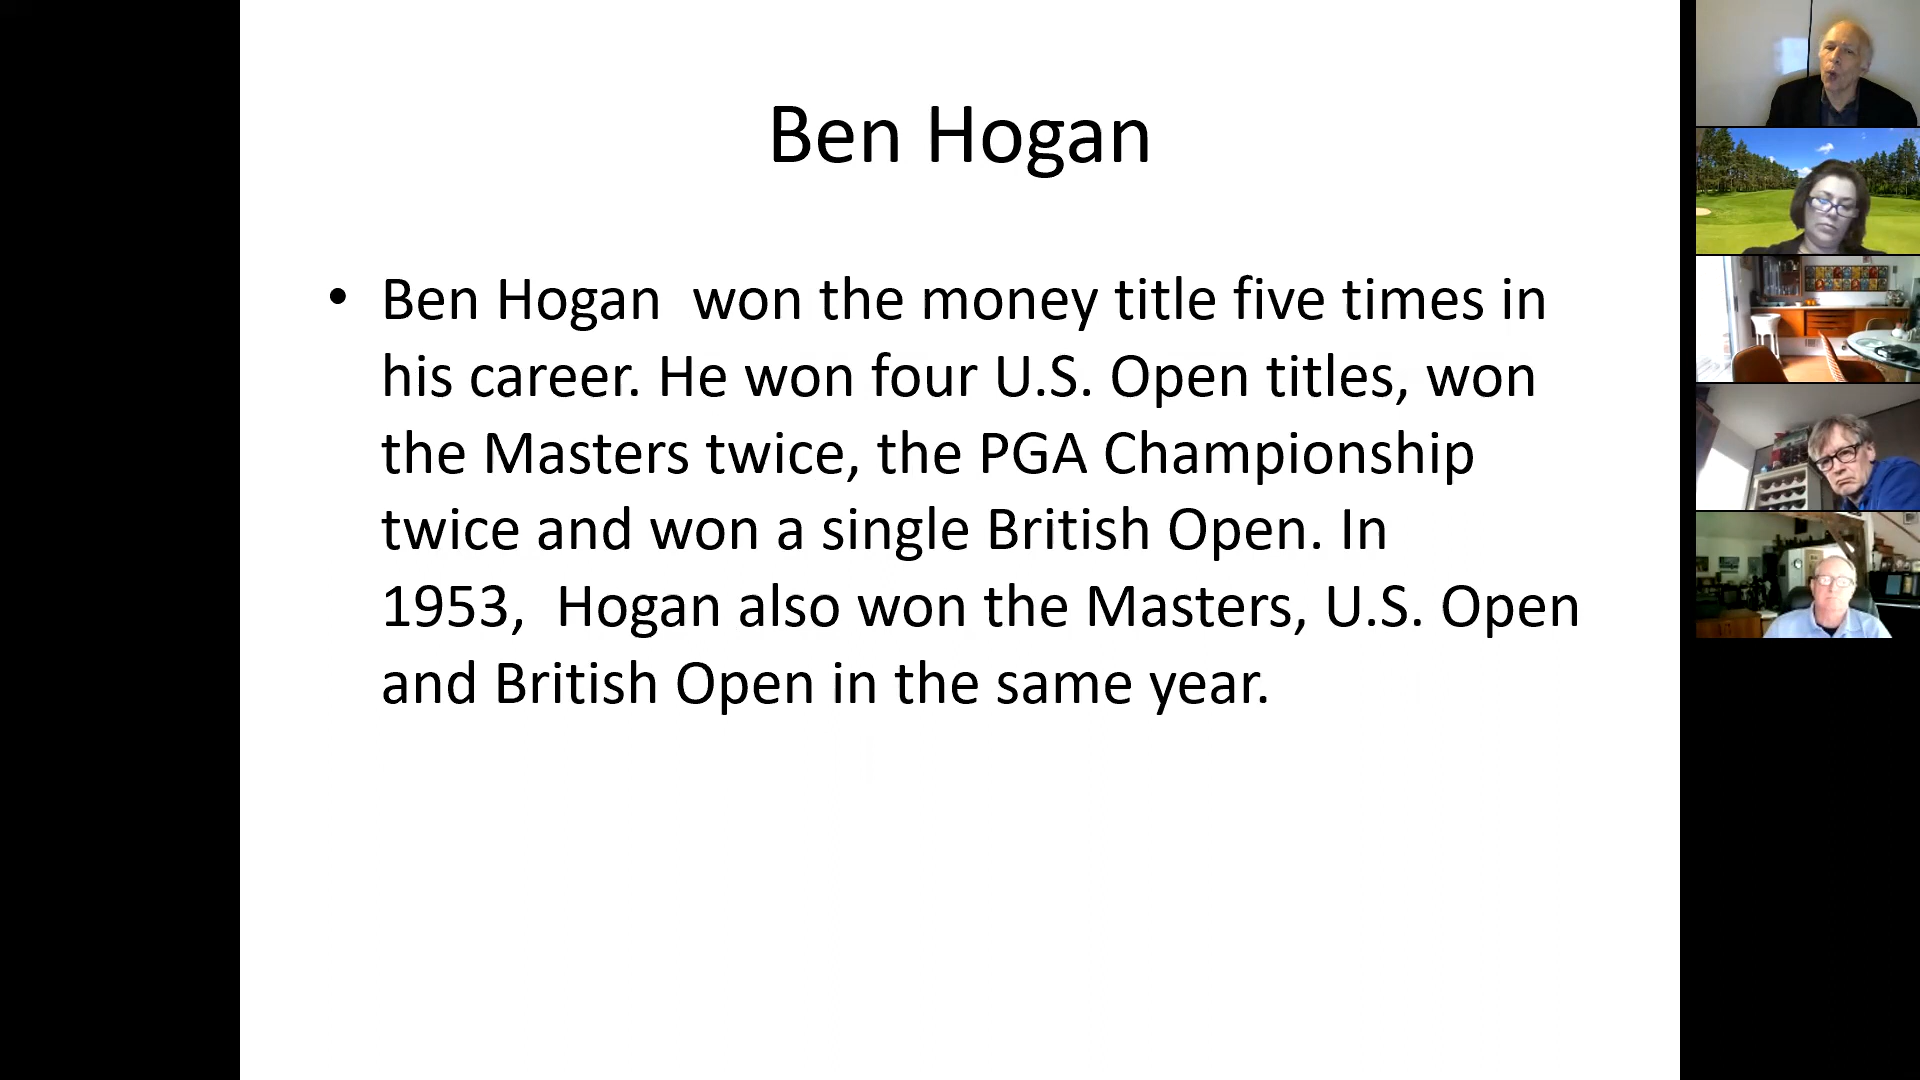 Ben Hogan
• Ben Hogan  won the money title five times in
his career. He won four U.S. Open titles, won
the Masters twice, the PGA Championship
twice and won a single British Open. In
1953,  Hogan also won the Masters, U.S. Open
and British Open in the same year.